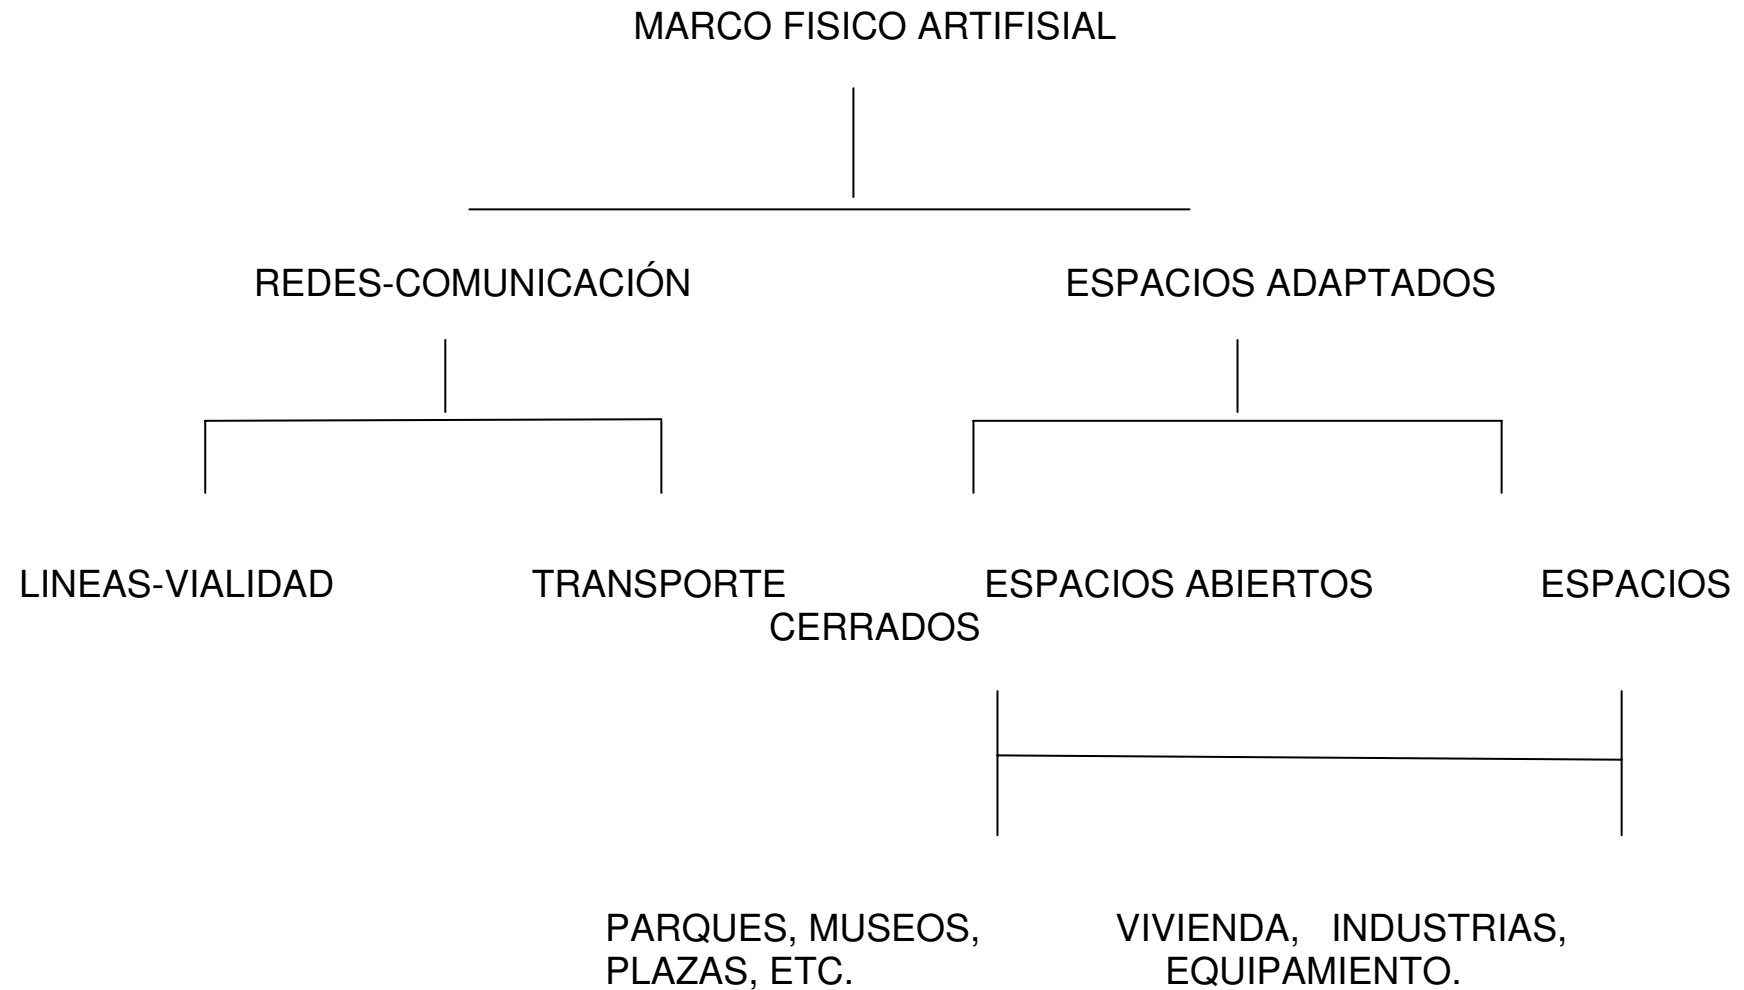 MARCO FISICO ARTIFISIAL
REDES-COMUNICACIÓN ESPACIOS ADAPTADOS
LINEAS-VIALIDAD TRANSPORTE ESPACIOS ABIERTOS ESPACIOS
CERRADOS
PARQUES, MUSEOS, VIVIENDA, INDUSTRIAS,
PLAZAS, ETC. EQUIPAMIENTO.